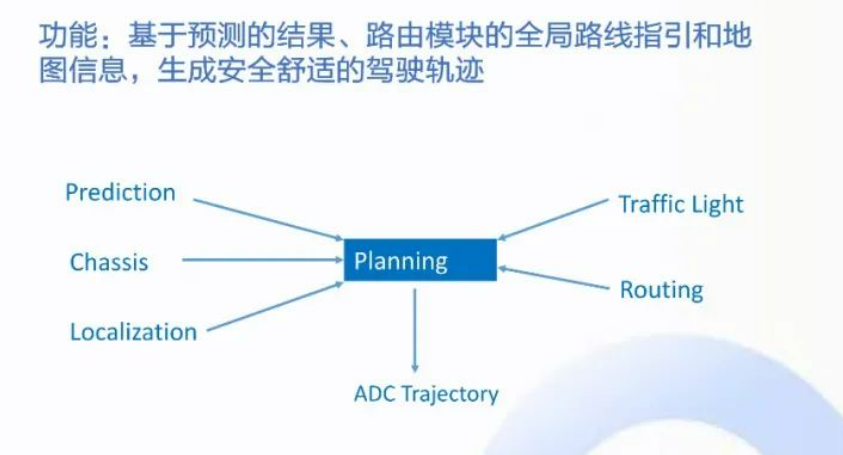 功能：基于预测的结果、路由模块的全局路线指引和地
图信息，生成安全舒适的驾驶轨迹
Prediction
Traffic Light
Chassis
Planning
Routing
Localization
ADC Trajectory